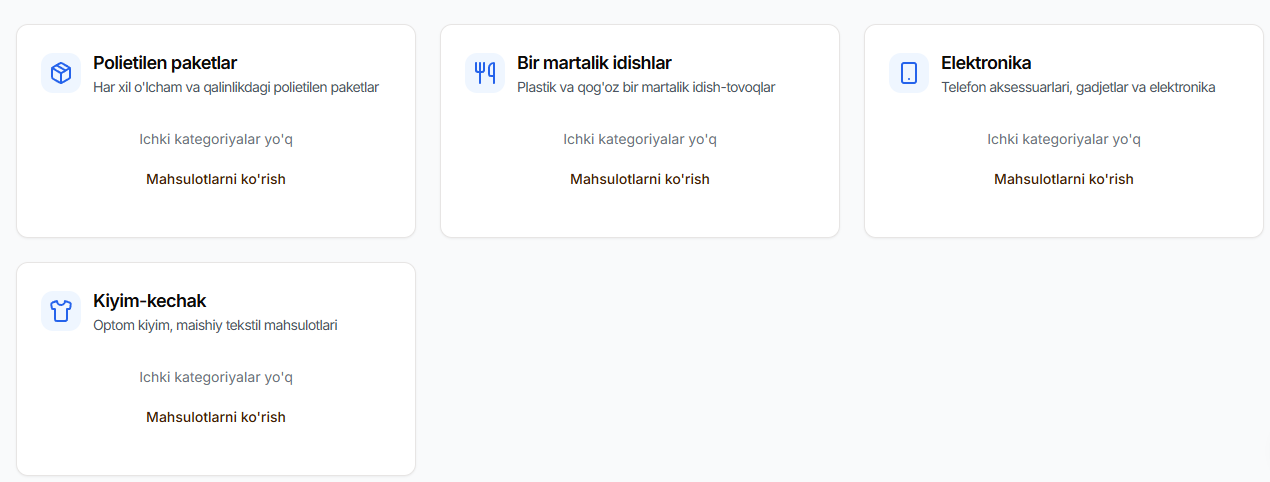 Polietilen paketlar
Har xil o'lcham va qalinlikdagi polietilen paketlar
Ichki kategoriyalar yo'q
Mahsulotlarni ko'rish
Bir martalik idishlar
Plastik va qog'oz bir martalik idish-tovoqlar
Ichki kategoriyalar yo'q
Mahsulotlarni ko'rish
Elektronika
Telefon aksessuarlari, gadjetlar va elektronika
Ichki kategoriyalar yo'q
Mahsulotlarni ko'rish
Kiyim-kechak
Optom kiyim, maishiy tekstil mahsulotlari
Ichki kategoriyalar yo'q
Mahsulotlarni ko'rish